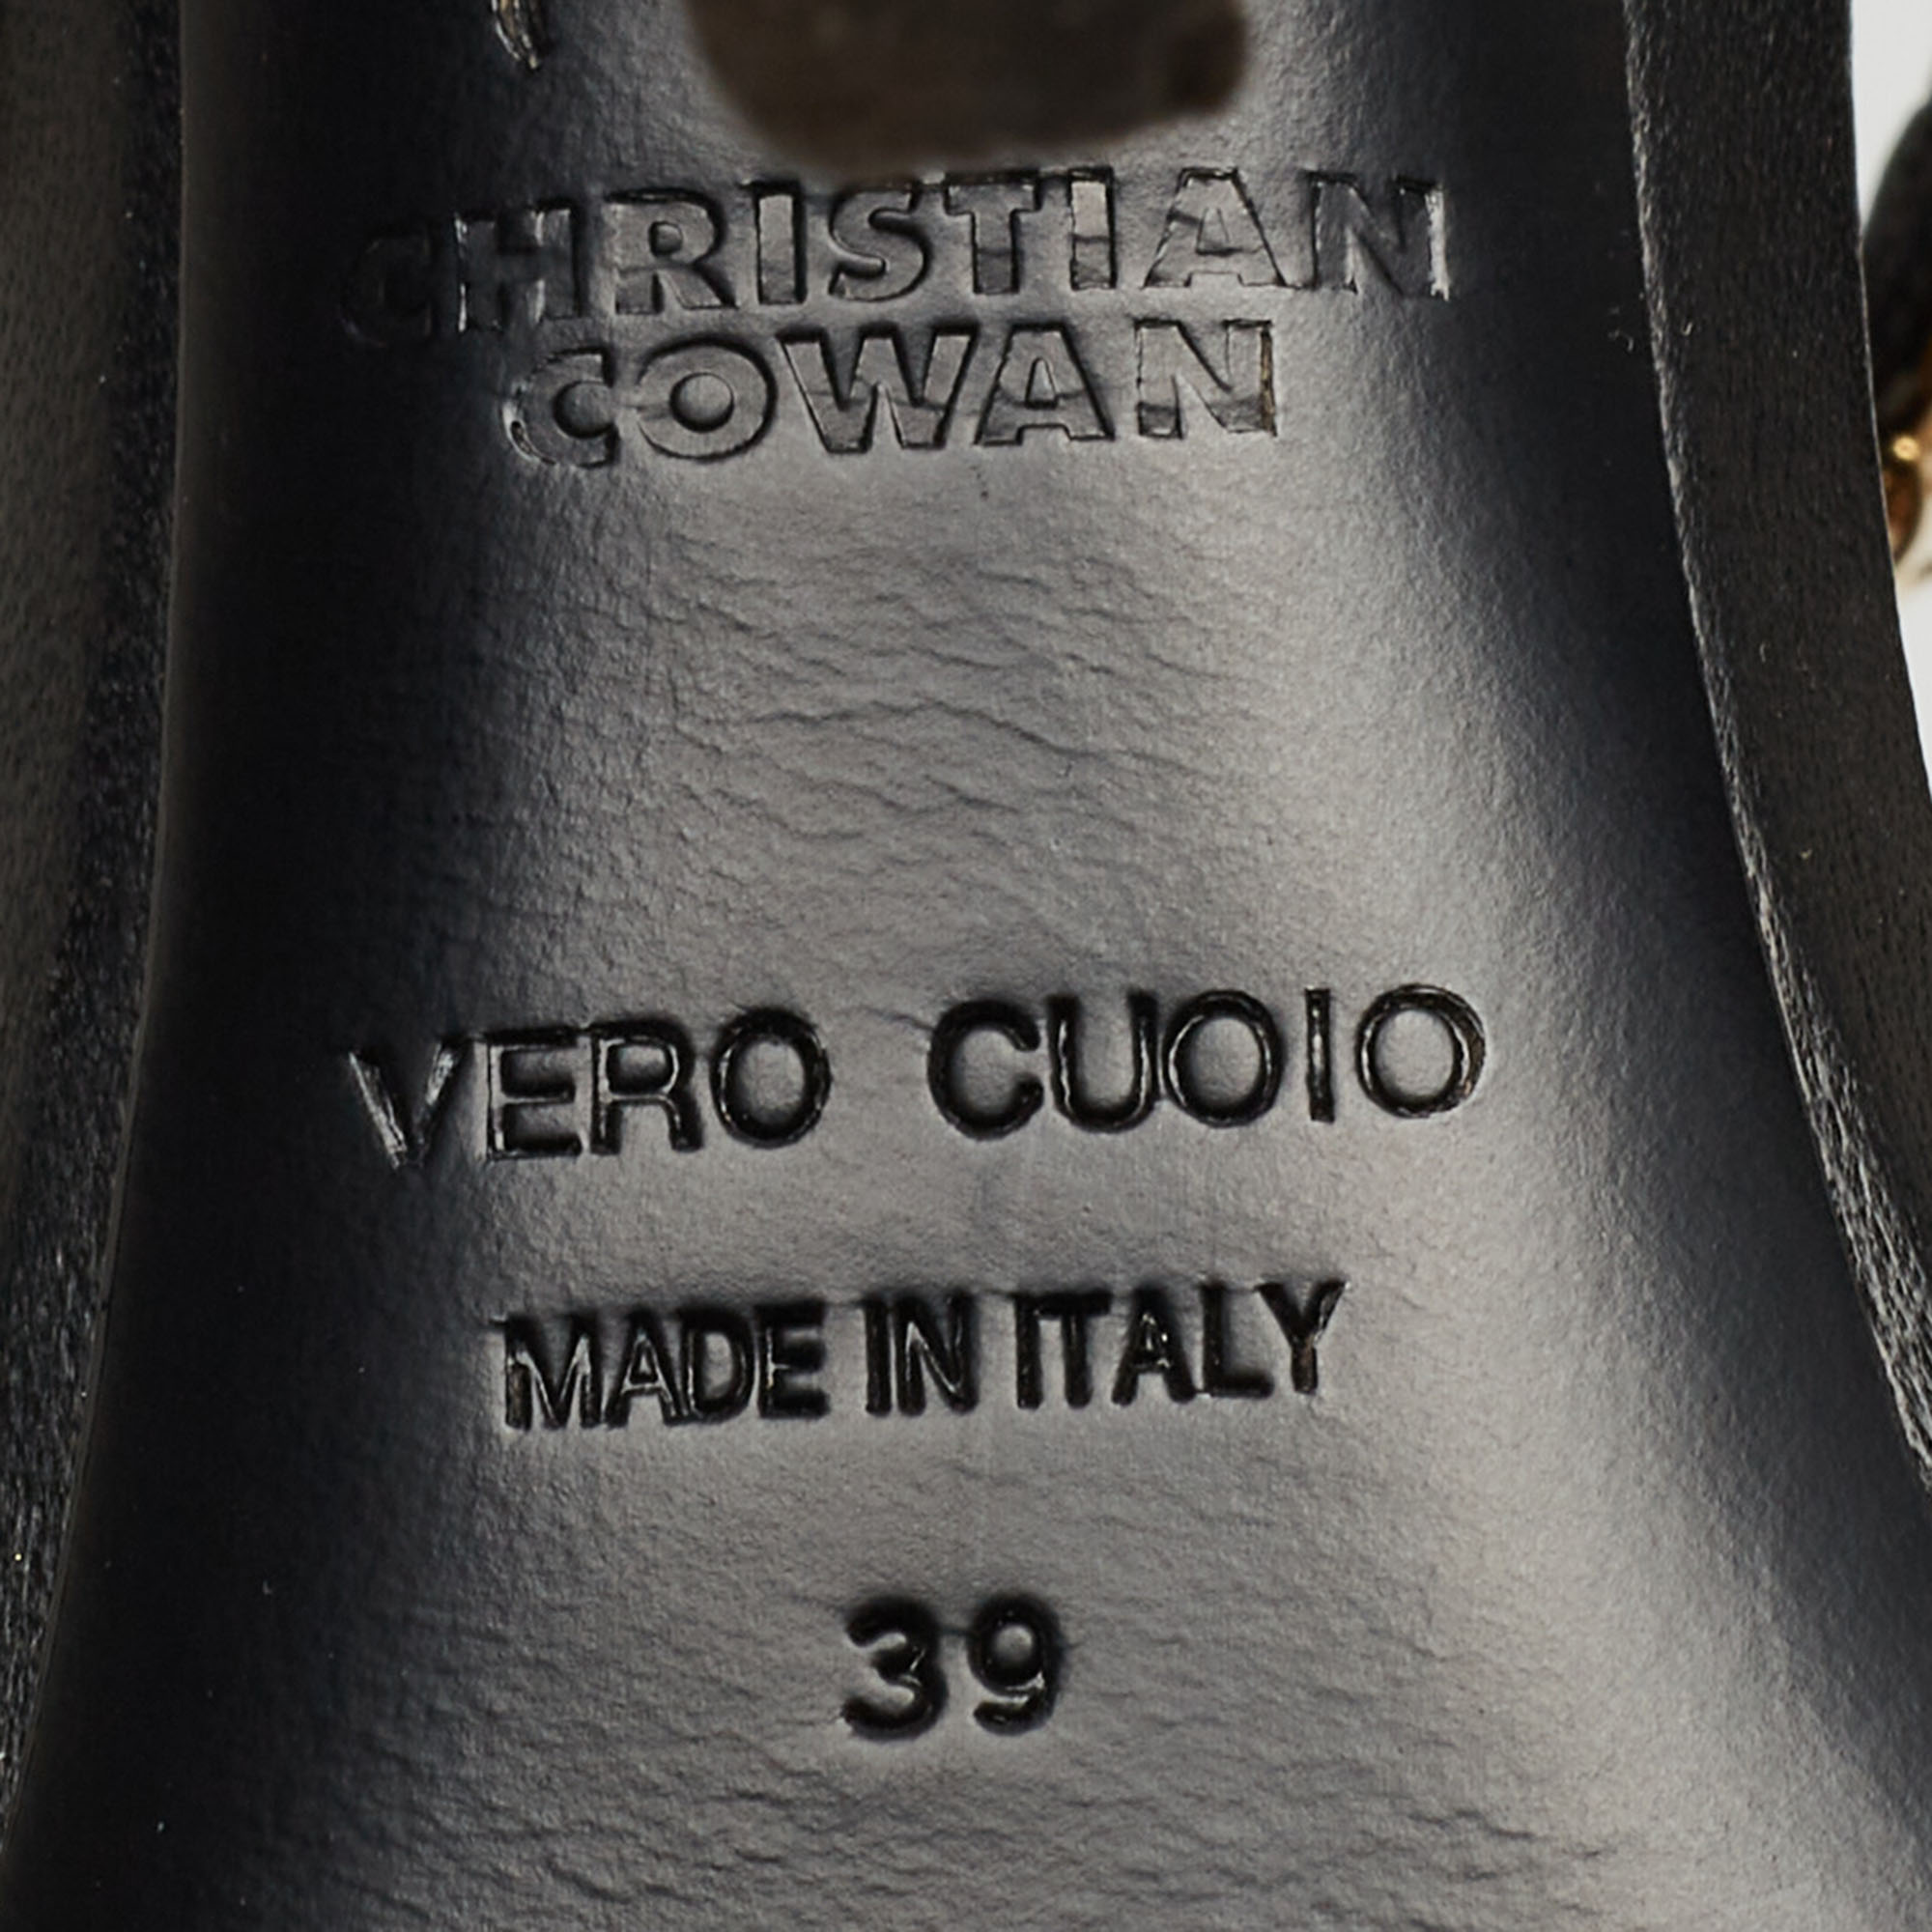 CHRISTIAN
COWAN
VERO CUOIO
MADE IN ITALY
39